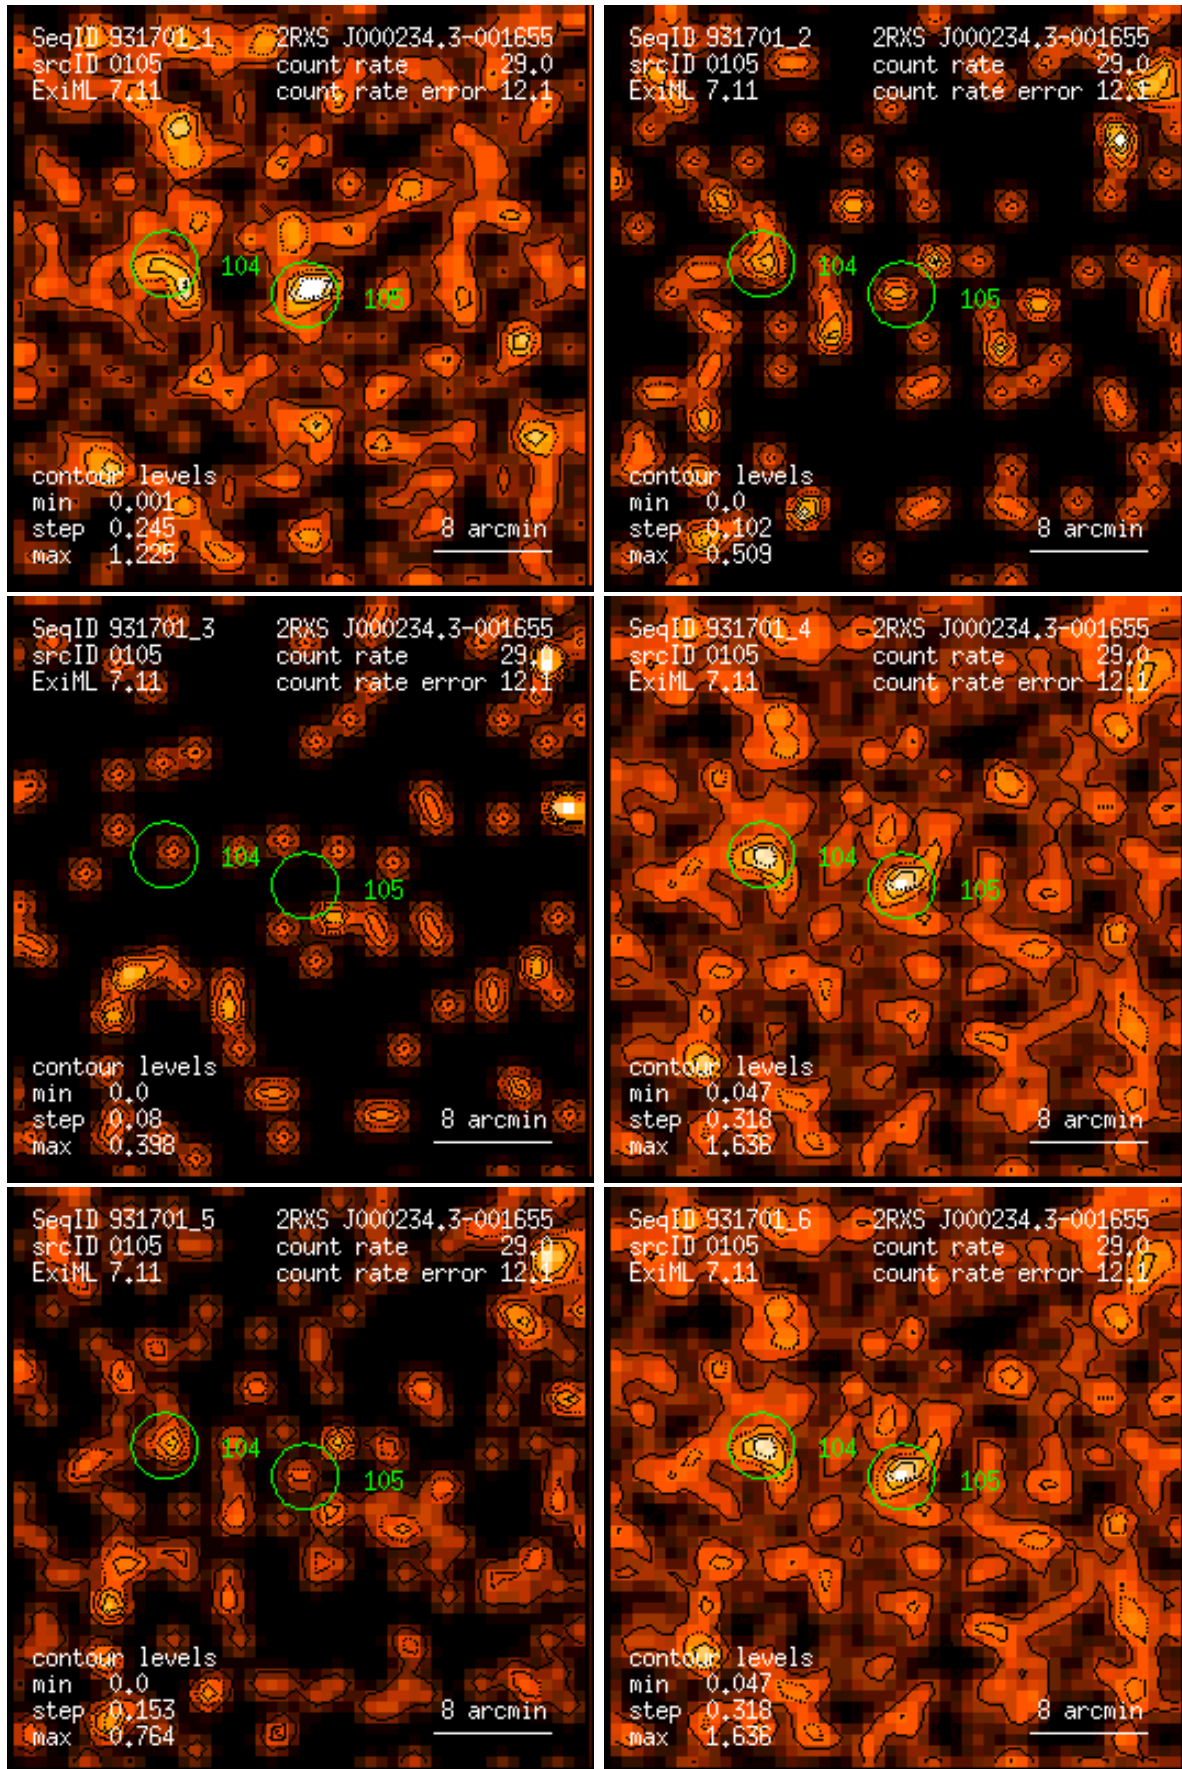 SeqID 931701_1 2RXS J000234.3-001655
srcID 0105 count rate 29.0
ExiML 7.11 count rate error 12.1
104
105
contour levels
min 0.001
step 0.245
max 1.225
8 arcmin
SeqID 931701_2 2RXS J000234.3-001655
srcID 0105 count rate 29.0
ExiML 7.11 count rate error 12.1
104
105
contour levels
min 0.0
step 0.102
max 0.509
8 arcmin
SeqID 931701_3 2RXS J000234.3-001655
srcID 0105 count rate 29.0
ExiML 7.11 count rate error 12.1
104
105
contour levels
min 0.0
step 0.08
max 0.398
8 arcmin
SeqID 931701_4 2RXS J000234.3-001655
srcID 0105 count rate 29.0
ExiML 7.11 count rate error 12.1
104
105
contour levels
min 0.047
step 0.318
max 1.636
8 arcmin
SeqID 931701_5 2RXS J000234.3-001655
srcID 0105 count rate 29.0
ExiML 7.11 count rate error 12.1
104
105
contour levels
min 0.0
step 0.153
max 0.764
8 arcmin
SeqID 931701_6 2RXS J000234.3-001655
srcID 0105 count rate 29.0
ExiML 7.11 count rate error 12.1
104
105
contour levels
min 0.047
step 0.318
max 1.636
8 arcmin